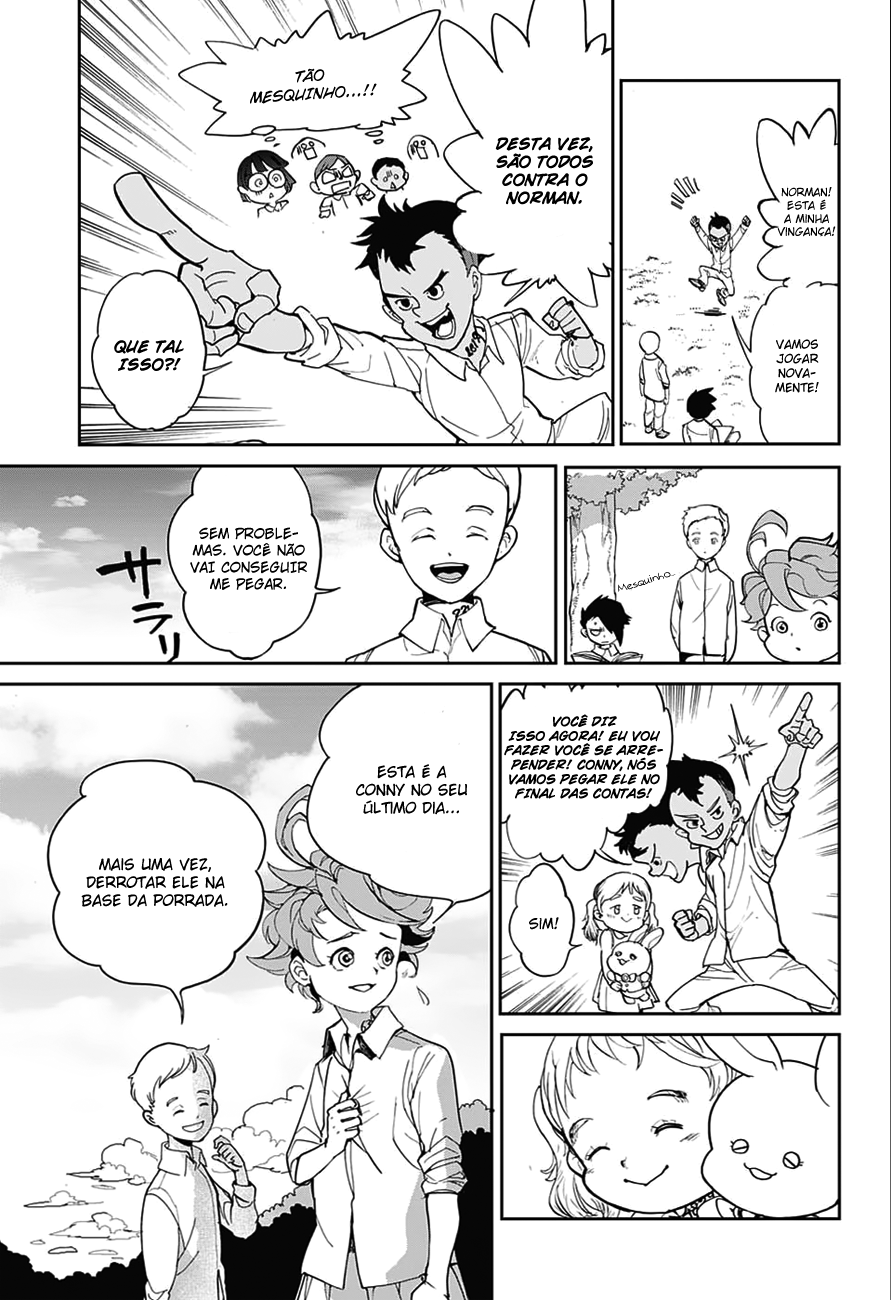 NORMAN!
ESTA É
A MINHA
VINGANÇA!
VAMOS
JOGAR
NOVA-
MENTE!
DESTA VEZ,
SÃO TODOS
CONTRA O
NORMAN.
TÃO
MESQUINHO...!!
QUE TAL
ISSO?!
Mesquinho...
SEM PROBLE-
MAS. VOCÊ NÃO
VAI CONSEGUIR
ME PEGAR.
サラリ
VOCÊ DIZ
ISSO AGORA! EU VOU
FAZER VOCÊ SE ARRE-
PENDER! CONNY, NÓS
VAMOS PEGAR ELE NO
FINAL DAS CONTAS!
SIM!
ESTA É A
CONNY NO SEU
ÚLTIMO DIA...
MAIS UMA VEZ,
DERROTAR ELE NA
BASE DA PORRADA.